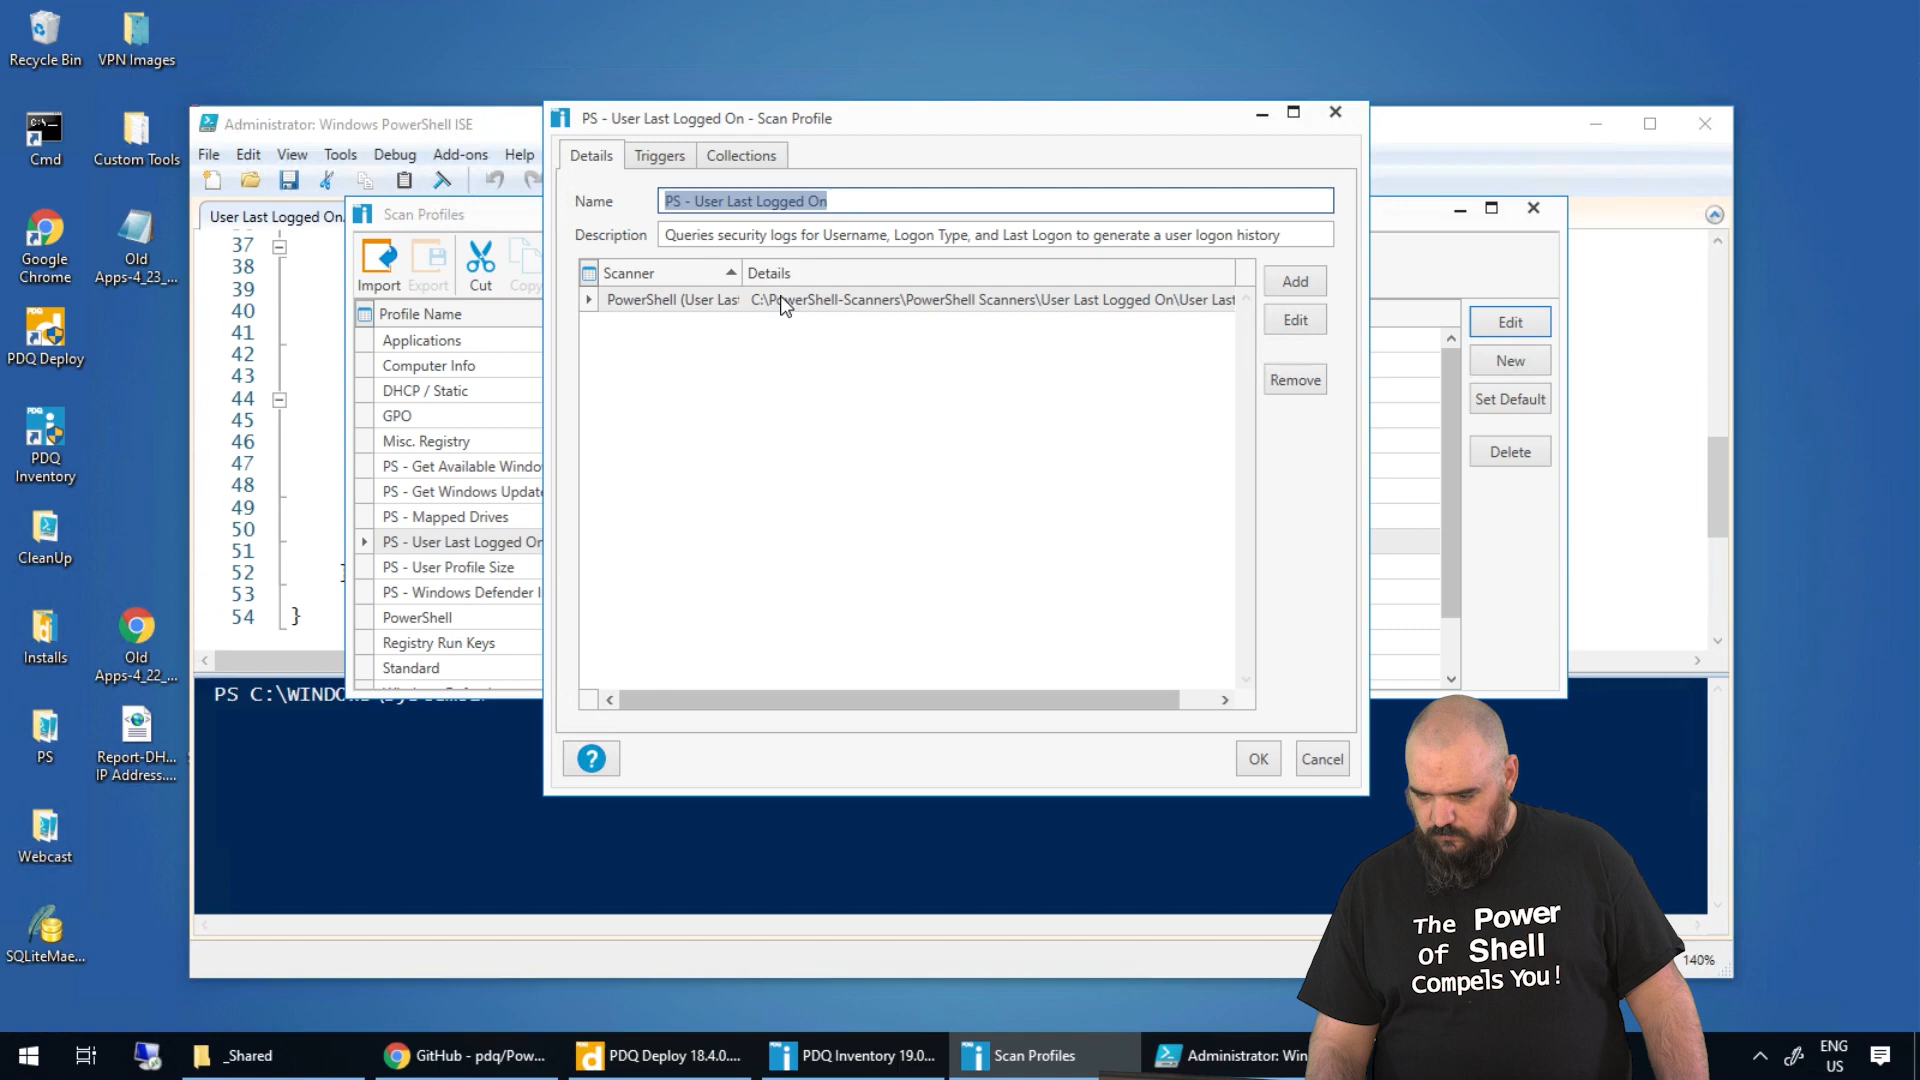 Recycle Bin
VPN Images
Cmd
Custom Tools
Google
Chrome
Old
Apps-4_23_...
PDQ Deploy
PDQ
Inventory
CleanUp
Installs
Old
Apps-4_22_...
PS
Report-DH...
IP Address....
Webcast
SQLiteMae...
Administrator: Windows PowerShell ISE
File Edit View Tools Debug Add-ons Help
User Last Logged On.
37
38
39
40
41
42
43
44
45
46
47
48
49
50
51
52
53
54 }
PS C:\WINDOWS\system32>
140%
Scan Profiles
Import Export Cut Copy
Profile Name
Applications
Computer Info
DHCP / Static
GPO
Misc. Registry
PS - Get Available Windo
PS - Get Windows Update
PS - Mapped Drives
PS - User Last Logged On
PS - User Profile Size
PS - Windows Defender I
PowerShell
Registry Run Keys
Standard
Edit
New
Set Default
Delete
PS - User Last Logged On - Scan Profile
Details Triggers Collections
Name PS - User Last Logged On
Description Queries security logs for Username, Logon Type, and Last Logon to generate a user logon history
Scanner Details
PowerShell (User Last C:\PowerShell-Scanners\PowerShell Scanners\User Last Logged On\User Last
Add
Edit
Remove
?
OK Cancel
The Power
of Shell
Compels You!
_Shared
GitHub - pdq/Pow...
PDQ Deploy 18.4.0....
PDQ Inventory 19.0...
Scan Profiles
Administrator: Win
ENG
US